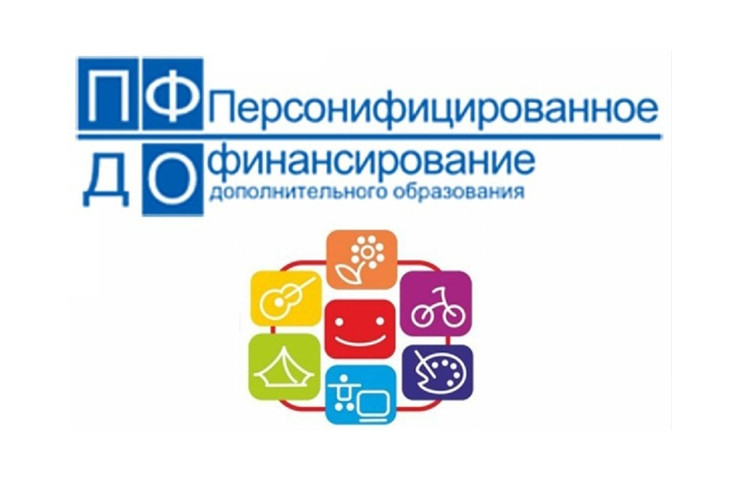 ПФ Персонифицированное
ДО финансирование
дополнительного образования